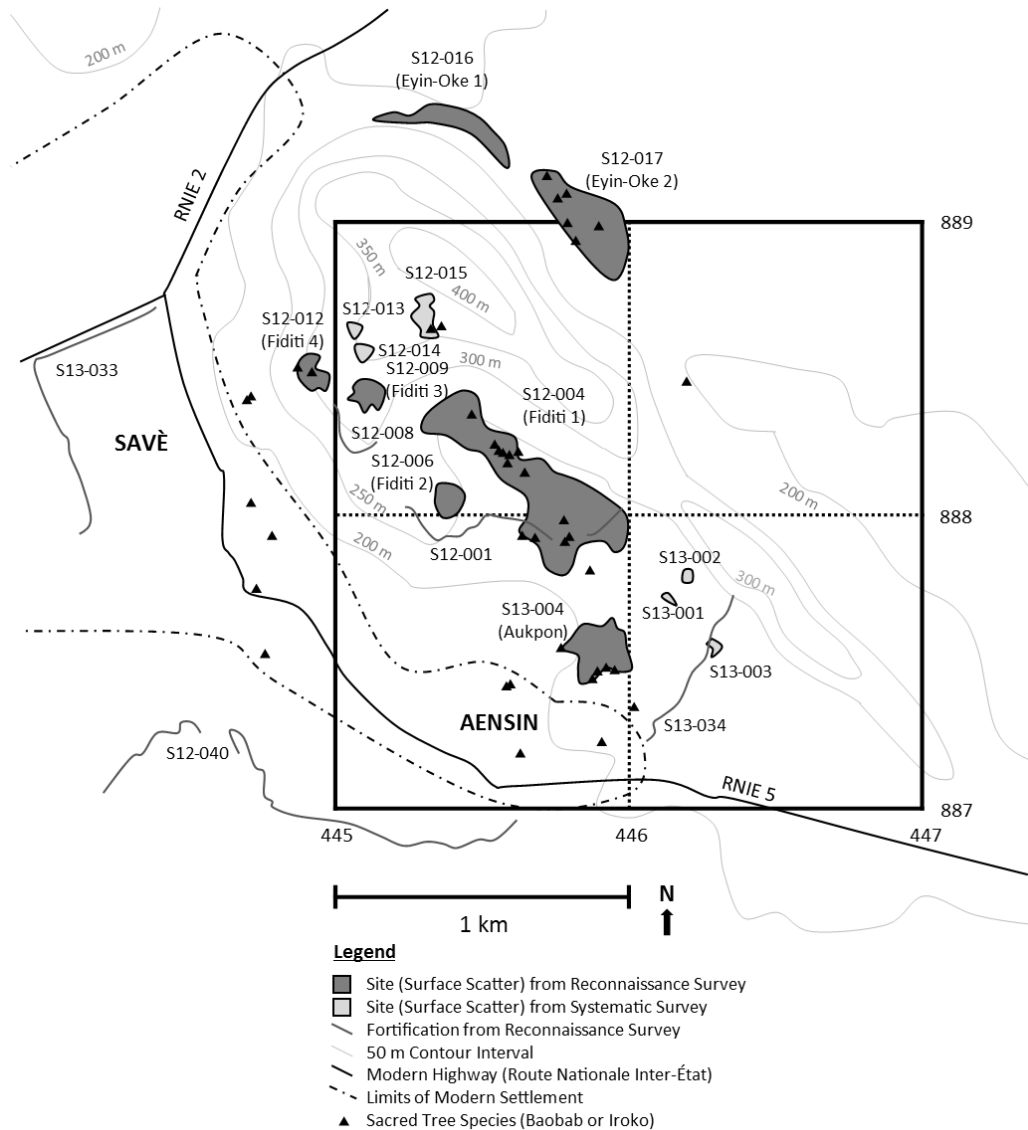 200 m
S12-016
(Eyin-Oke 1)
S12-017
(Eyin-Oke 2)
RNIE 2
889
350 m
S12-015
400 m
S12-013
S12-012
(Fiditi 4)
S12-014
300 m
S13-033
S12-009
(Fiditi 3)
S12-004
(Fiditi 1)
SAVÈ
S12-008
S12-006
(Fiditi 2)
250 m
200 m
888
200 m
S12-001
S13-002
300 m
S13-001
S13-004
(Aukpon)
S13-003
AENSIN
S13-034
S12-040
RNIE 5
887
445
446
447
N
1 km
Legend
Site (Surface Scatter) from Reconnaissance Survey
Site (Surface Scatter) from Systematic Survey
Fortification from Reconnaissance Survey
50 m Contour Interval
Modern Highway (Route Nationale Inter-État)
Limits of Modern Settlement
Sacred Tree Species (Baobab or Iroko)